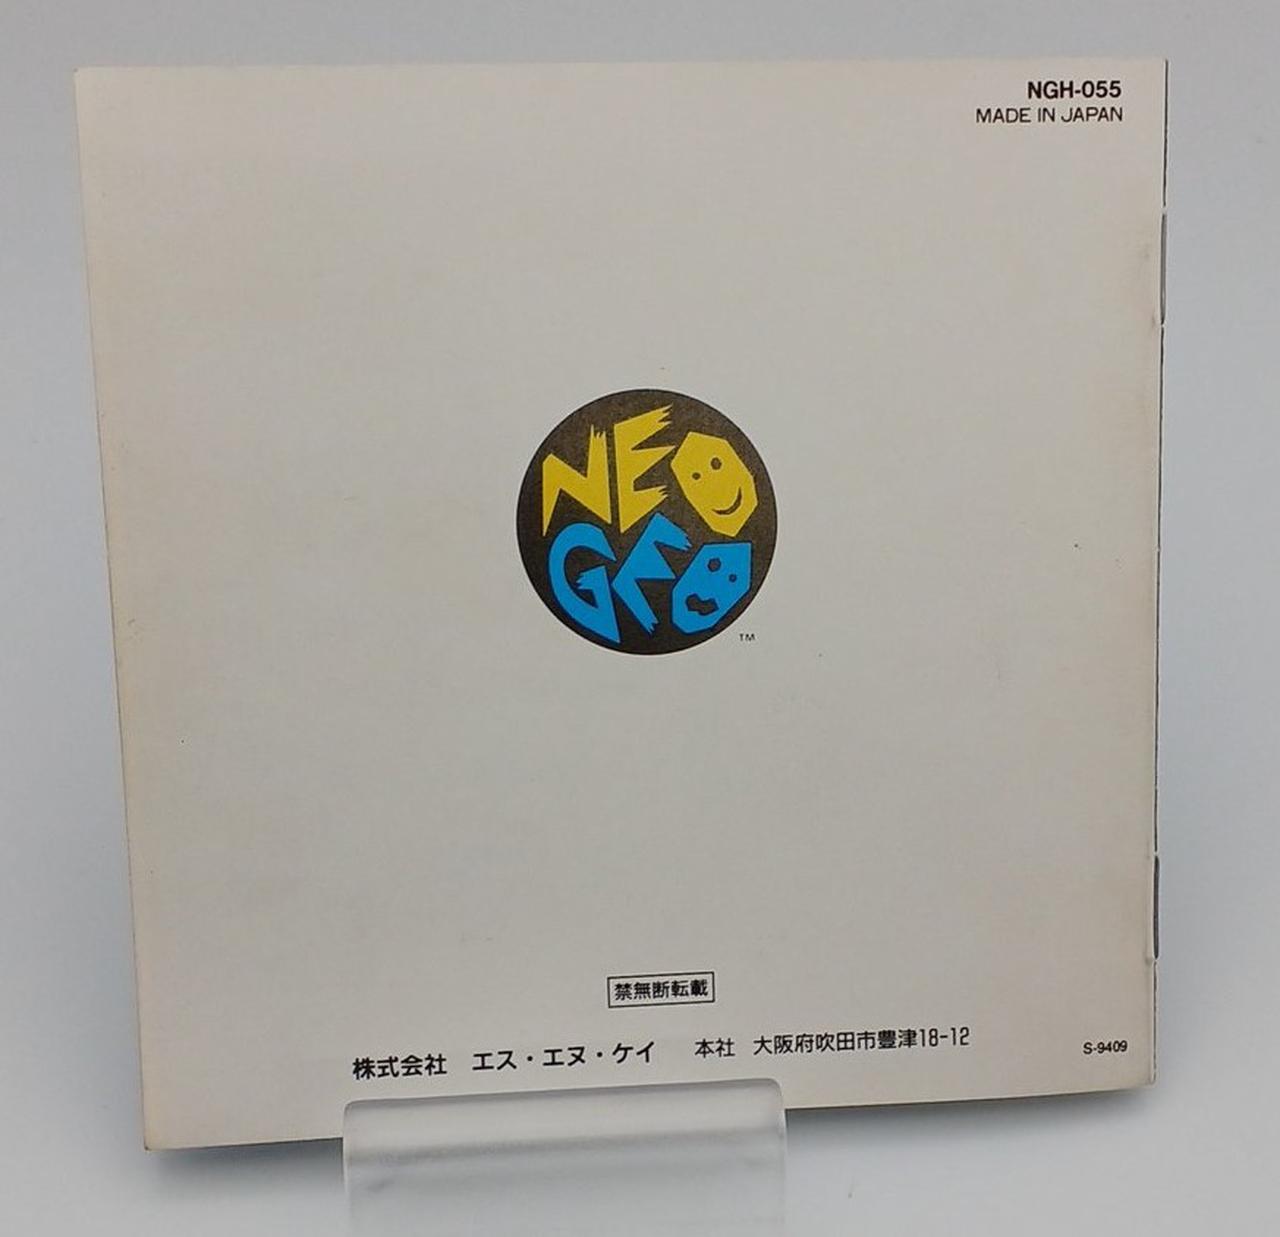 NGH-055
MADE IN JAPAN
NEO
GEO
TM
禁無断転載
株式会社 エス・エヌ・ケイ 本社 大阪府吹田市豊津18-12
S-9409